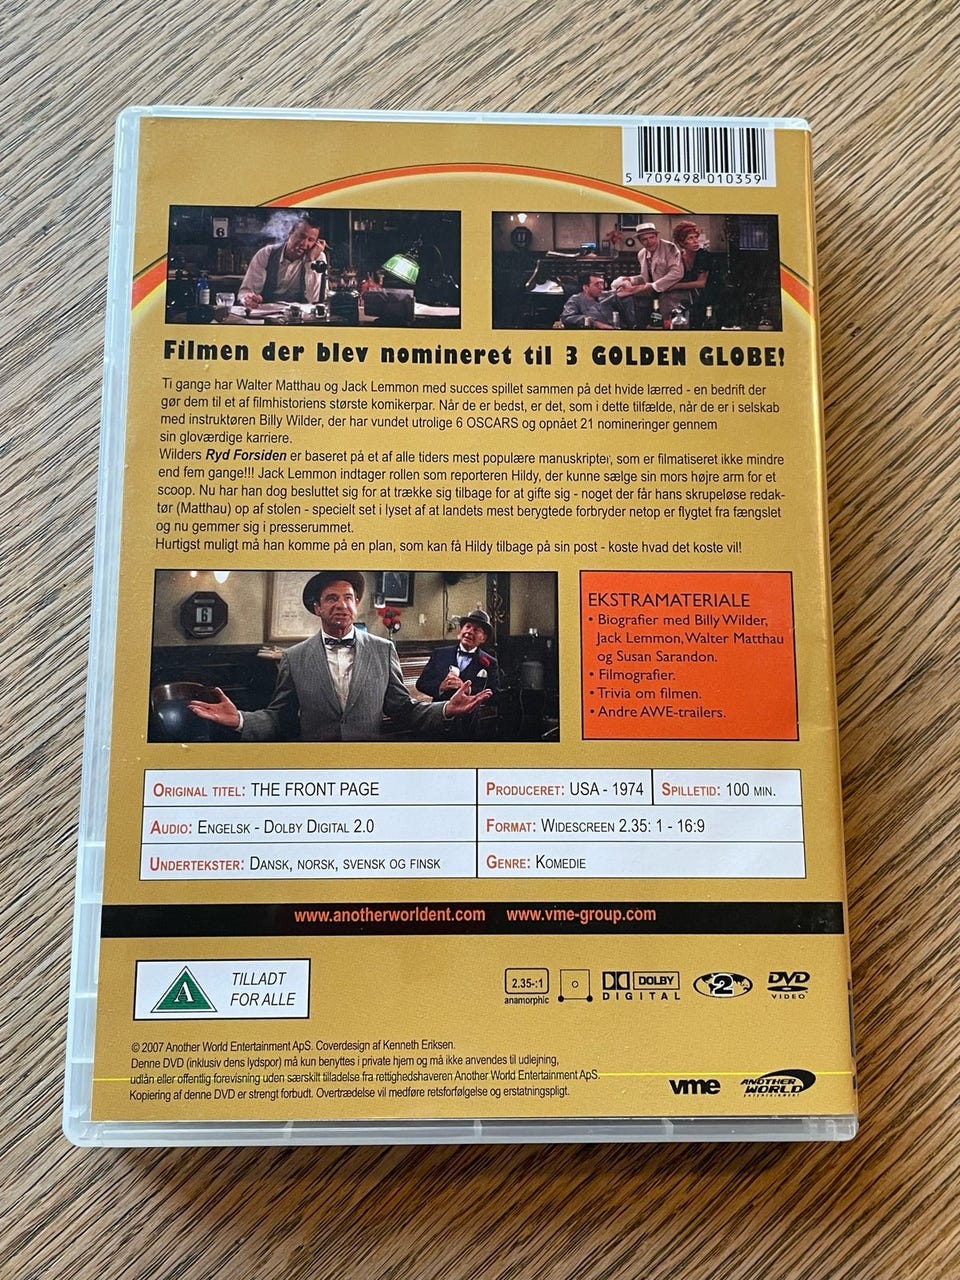 5 709498 010359
6
11
Filmen der blev nomineret til 3 GOLDEN GLOBE!
Ti gange har Walter Matthau og Jack Lemmon med succes spillet sammen på det hvide lærred - en bedrift der
gør dem til et af filmhistoriens største komikerpar. Når de er bedst, er det, som i dette tilfælde, når de er i selskab
med instruktøren Billy Wilder, der har vundet utrolige 6 OSCARS og opnået 21 nomineringer gennem
sin gloværdige karriere.
Wilders Ryd Forsiden er baseret på et af alle tiders mest populære manuskripter, som er filmatiseret ikke mindre
end fem gange!!! Jack Lemmon indtager rollen som reporteren Hildy, der kunne sælge sin mors højre arm for et
scoop. Nu har han dog besluttet sig for at trække sig tilbage for at gifte sig - noget der får hans skrupeløse redak-
tør (Matthau) op af stolen - specielt set i lyset af at landets mest berygtede forbryder netop er flygtet fra fængslet
og nu gemmer sig i presserummet.
Hurtigst muligt må han komme på en plan, som kan få Hildy tilbage på sin post - koste hvad det koste vil!
6
EKSTRAMATERIALE
• Biografier med Billy Wilder,
Jack Lemmon, Walter Matthau
og Susan Sarandon.
• Filmografier.
• Trivia om filmen.
• Andre AWE-trailers.
ORIGINAL TITEL: THE FRONT PAGE PRODUCERET: USA - 1974 SPILLETID: 100 MIN.
AUDIO: ENGELSK - DOLBY DIGITAL 2.0 FORMAT: WIDESCREEN 2.35: 1 - 16:9
UNDERTEKSTER: DANSK, NORSK, SVENSK OG FINSK GENRE: KOMEDIE
www.anotherworldent.com www.vme-group.com
A TILLADT
FOR ALLE
2.35-:1
anamorphic
DOLBY
DIGITAL
2
DVD
VIDEO
© 2007 Another World Entertainment ApS. Coverdesign af Kenneth Eriksen.
Denne DVD (inklusiv dens lydspor) må kun benyttes i private hjem og må ikke anvendes til udlejning,
udlån eller offentlig forevisning uden særskilt tilladelse fra rettighedshaveren Another World Entertainment ApS.
Kopiering af denne DVD er strengt forbudt. Overtrædelse vil medføre retsforfølgelse og erstatningspligt.
vme
ANOTHER
WORLD
ENTERTAINMENT